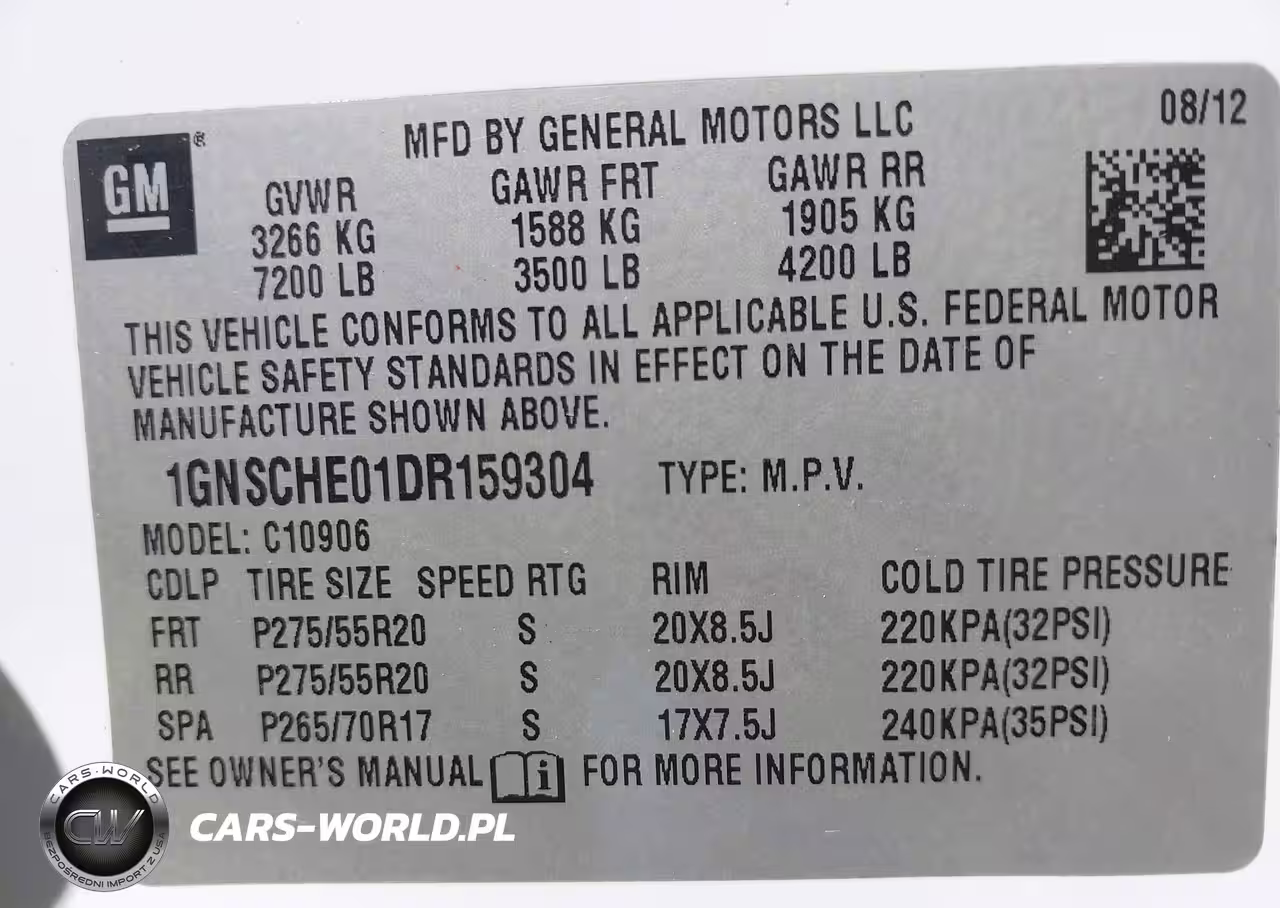 08/12
MFD BY GENERAL MOTORS LLC
GM ®
GVWR GAWR FRT GAWR RR
3266 KG 1588 KG 1905 KG
7200 LB 3500 LB 4200 LB
THIS VEHICLE CONFORMS TO ALL APPLICABLE U.S. FEDERAL MOTOR
VEHICLE SAFETY STANDARDS IN EFFECT ON THE DATE OF
MANUFACTURE SHOWN ABOVE.
1GNSCHE01DR159304 TYPE: M.P.V.
MODEL: C10906
CDLP TIRE SIZE SPEED RTG RIM COLD TIRE PRESSURE
FRT P275/55R20 S 20X8.5J 220KPA(32PSI)
RR P275/55R20 S 20X8.5J 220KPA(32PSI)
SPA P265/70R17 S 17X7.5J 240KPA(35PSI)
SEE OWNER'S MANUAL i FOR MORE INFORMATION.
CARS-WORLD
CW
BEZPOŚREDNI IMPORT Z USA
CARS-WORLD.PL